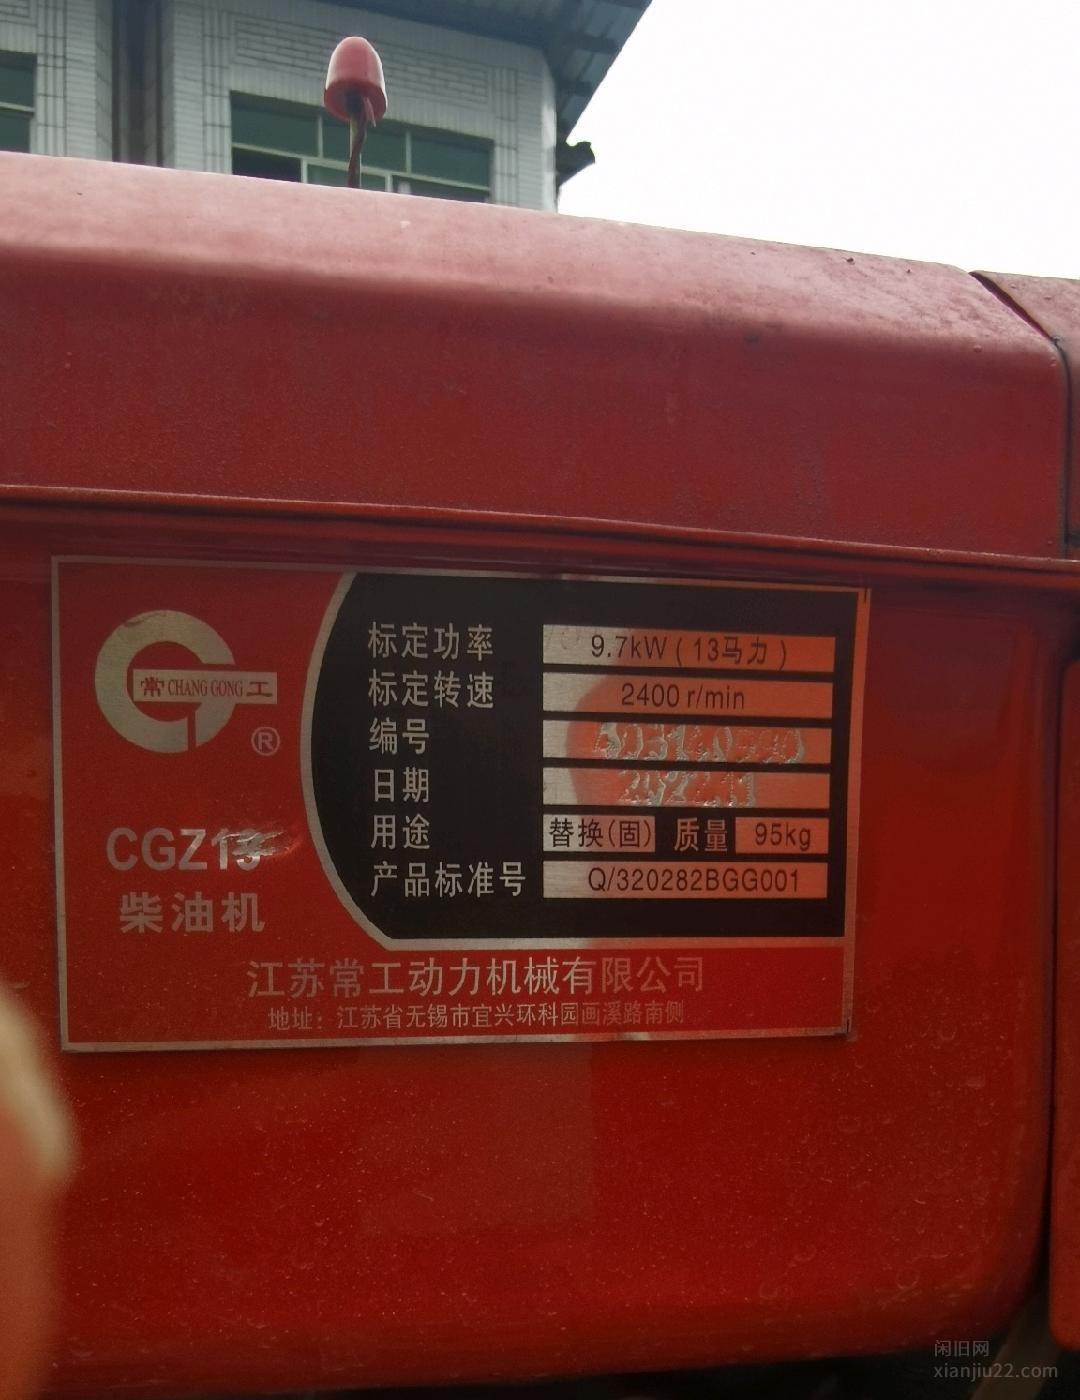 常 CHANG GONG 工
®
CGZ13
柴油机
标定功率 9.7kW(13马力)
标定转速 2400 r/min
编号
日期
用途 替换(固) 质量 95kg
产品标准号 Q/320282BGG001
江苏常工动力机械有限公司
地址：江苏省无锡市宜兴环科园画溪路南侧
闲旧网
xianjiu22.com